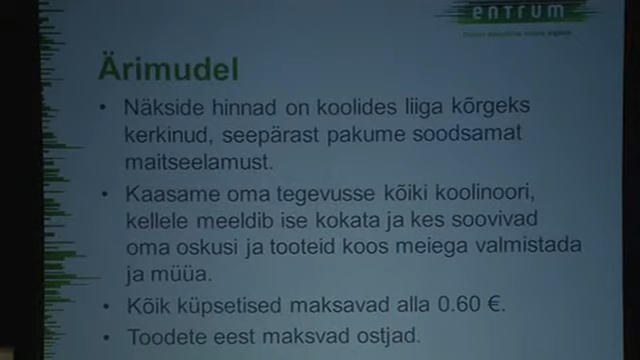 entrum
Ärimudel
• Näkside hinnad on koolides liiga kõrgeks
kerkinud, seepärast pakume soodsamat
maitseelamust.
• Kaasame oma tegevusse kõiki koolinoori,
kellele meeldib ise kokata ja kes soovivad
oma oskusi ja tooteid koos meiega valmistada
ja müüa.
• Kõik küpsetised maksavad alla 0.60 €.
• Toodete eest maksvad ostjad.